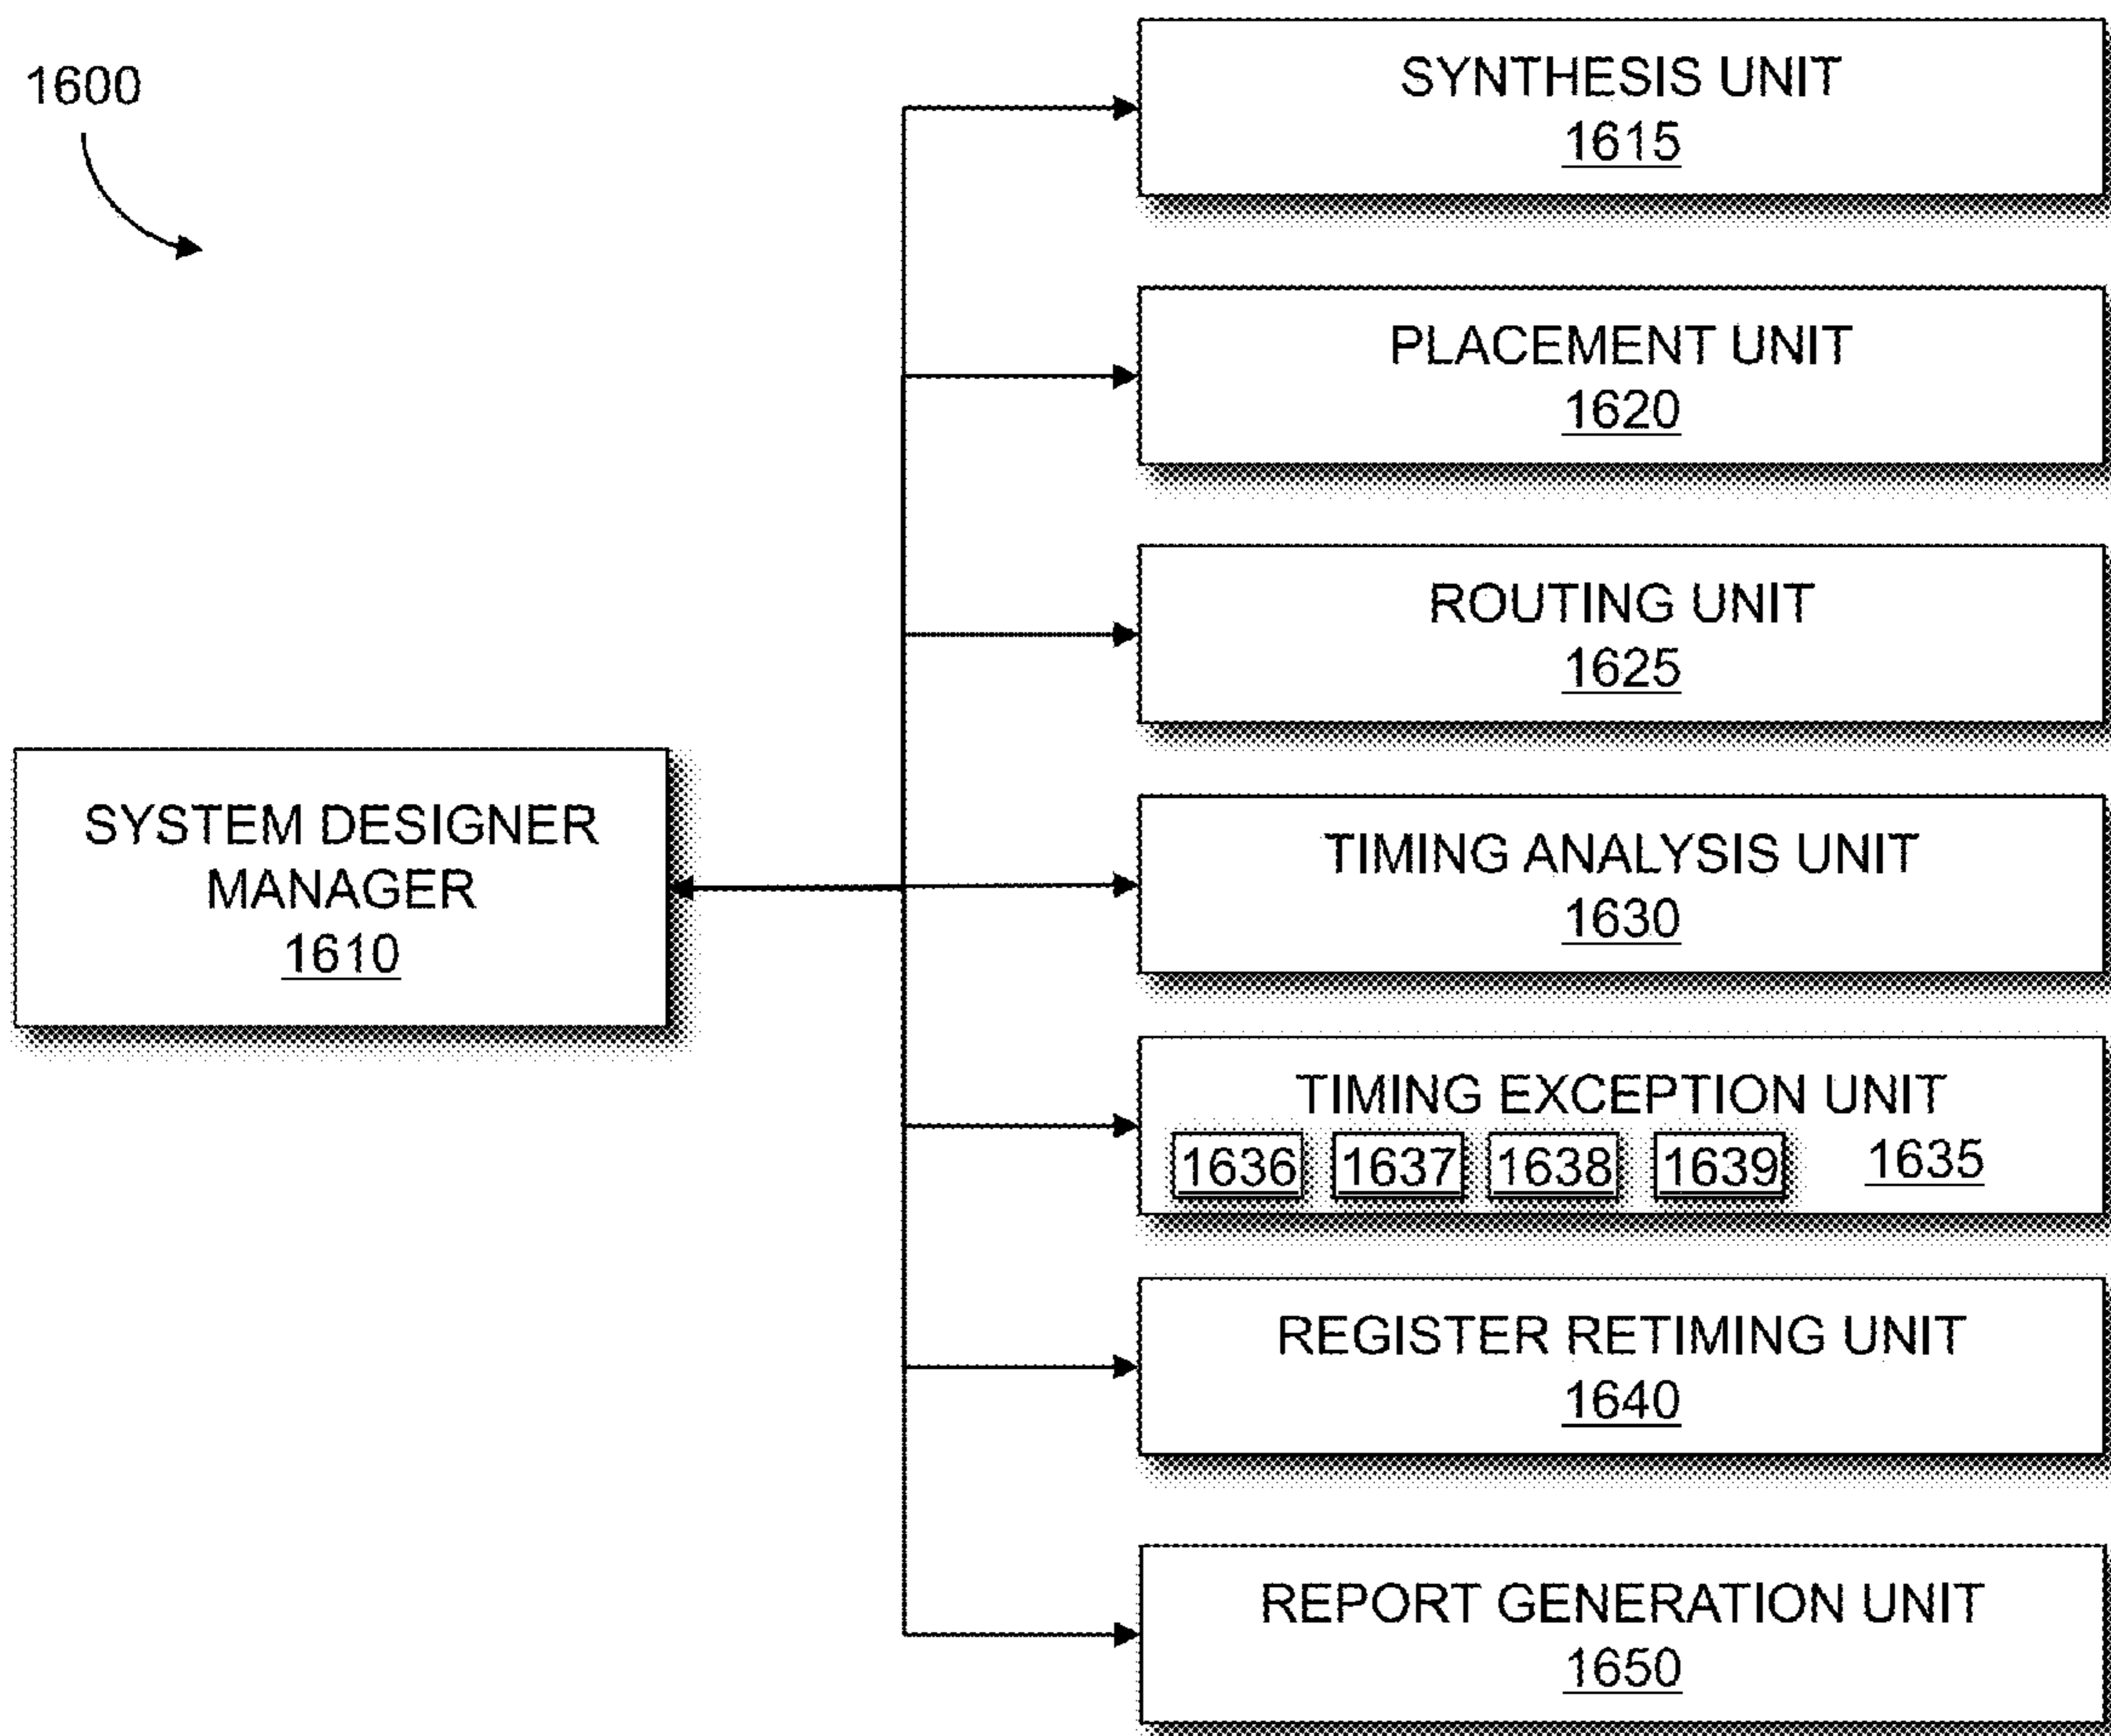 1600
SYNTHESIS UNIT
1615
PLACEMENT UNIT
1620
ROUTING UNIT
1625
SYSTEM DESIGNER
MANAGER
1610
TIMING ANALYSIS UNIT
1630
TIMING EXCEPTION UNIT
1636 1637 1638 1639 1635
REGISTER RETIMING UNIT
1640
REPORT GENERATION UNIT
1650